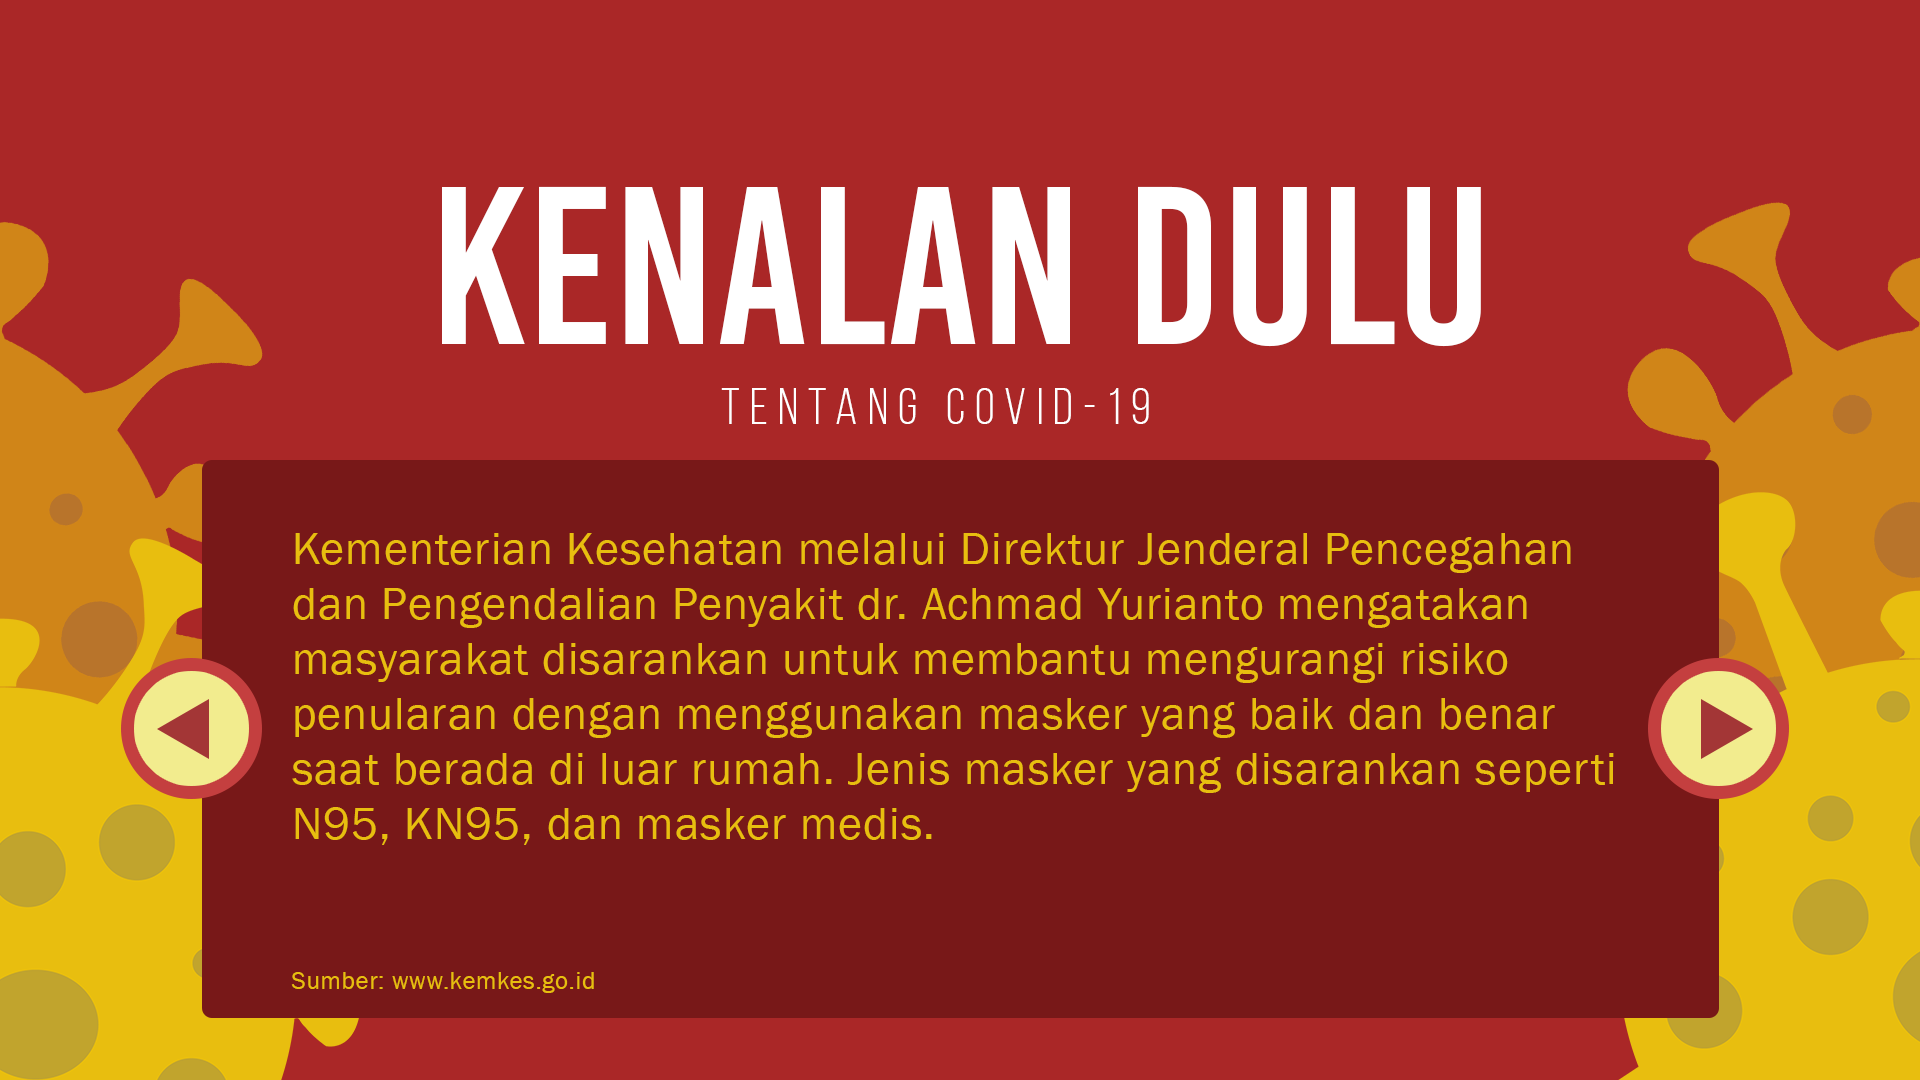 KENALAN DULU
TENTANG COVID-19
Kementerian Kesehatan melalui Direktur Jenderal Pencegahan
dan Pengendalian Penyakit dr. Achmad Yurianto mengatakan
masyarakat disarankan untuk membantu mengurangi risiko
penularan dengan menggunakan masker yang baik dan benar
saat berada di luar rumah. Jenis masker yang disarankan seperti
N95, KN95, dan masker medis.
Sumber: www.kemkes.go.id